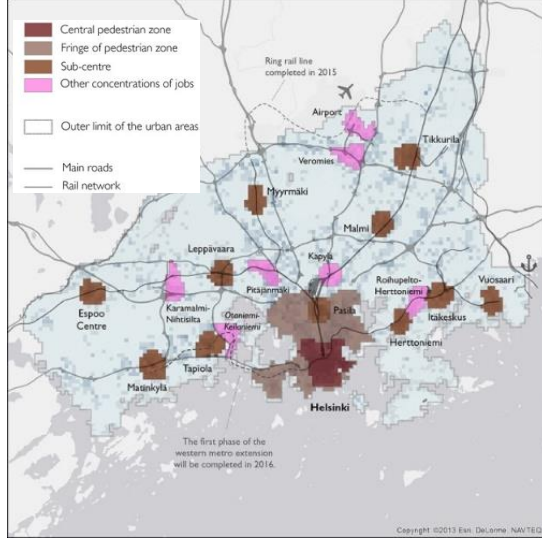 Central pedestrian zone
Fringe of pedestrian zone
Sub-centre
Other concentrations of jobs
Outer limit of the urban areas
Main roads
Rail network
Ring rail line
completed in 2015
Airport
Veromies
Tikkurila
Myyrmäki
Malmi
Leppävaara
Käpylä
Pitäjänmäki
Espoo
Centre
Karamalmi-
Nihtisilta
Otaniemi-
Keilaniemi
Pasila
Roihupelto-
Herttoniemi
Vuosaari
Itäkeskus
Herttoniemi
Matinkylä
Tapiola
Helsinki
The first phase of the
western metro extension
will be completed in 2016.
Copyright: ©2013 Esri, DeLorme, NAVTEQ